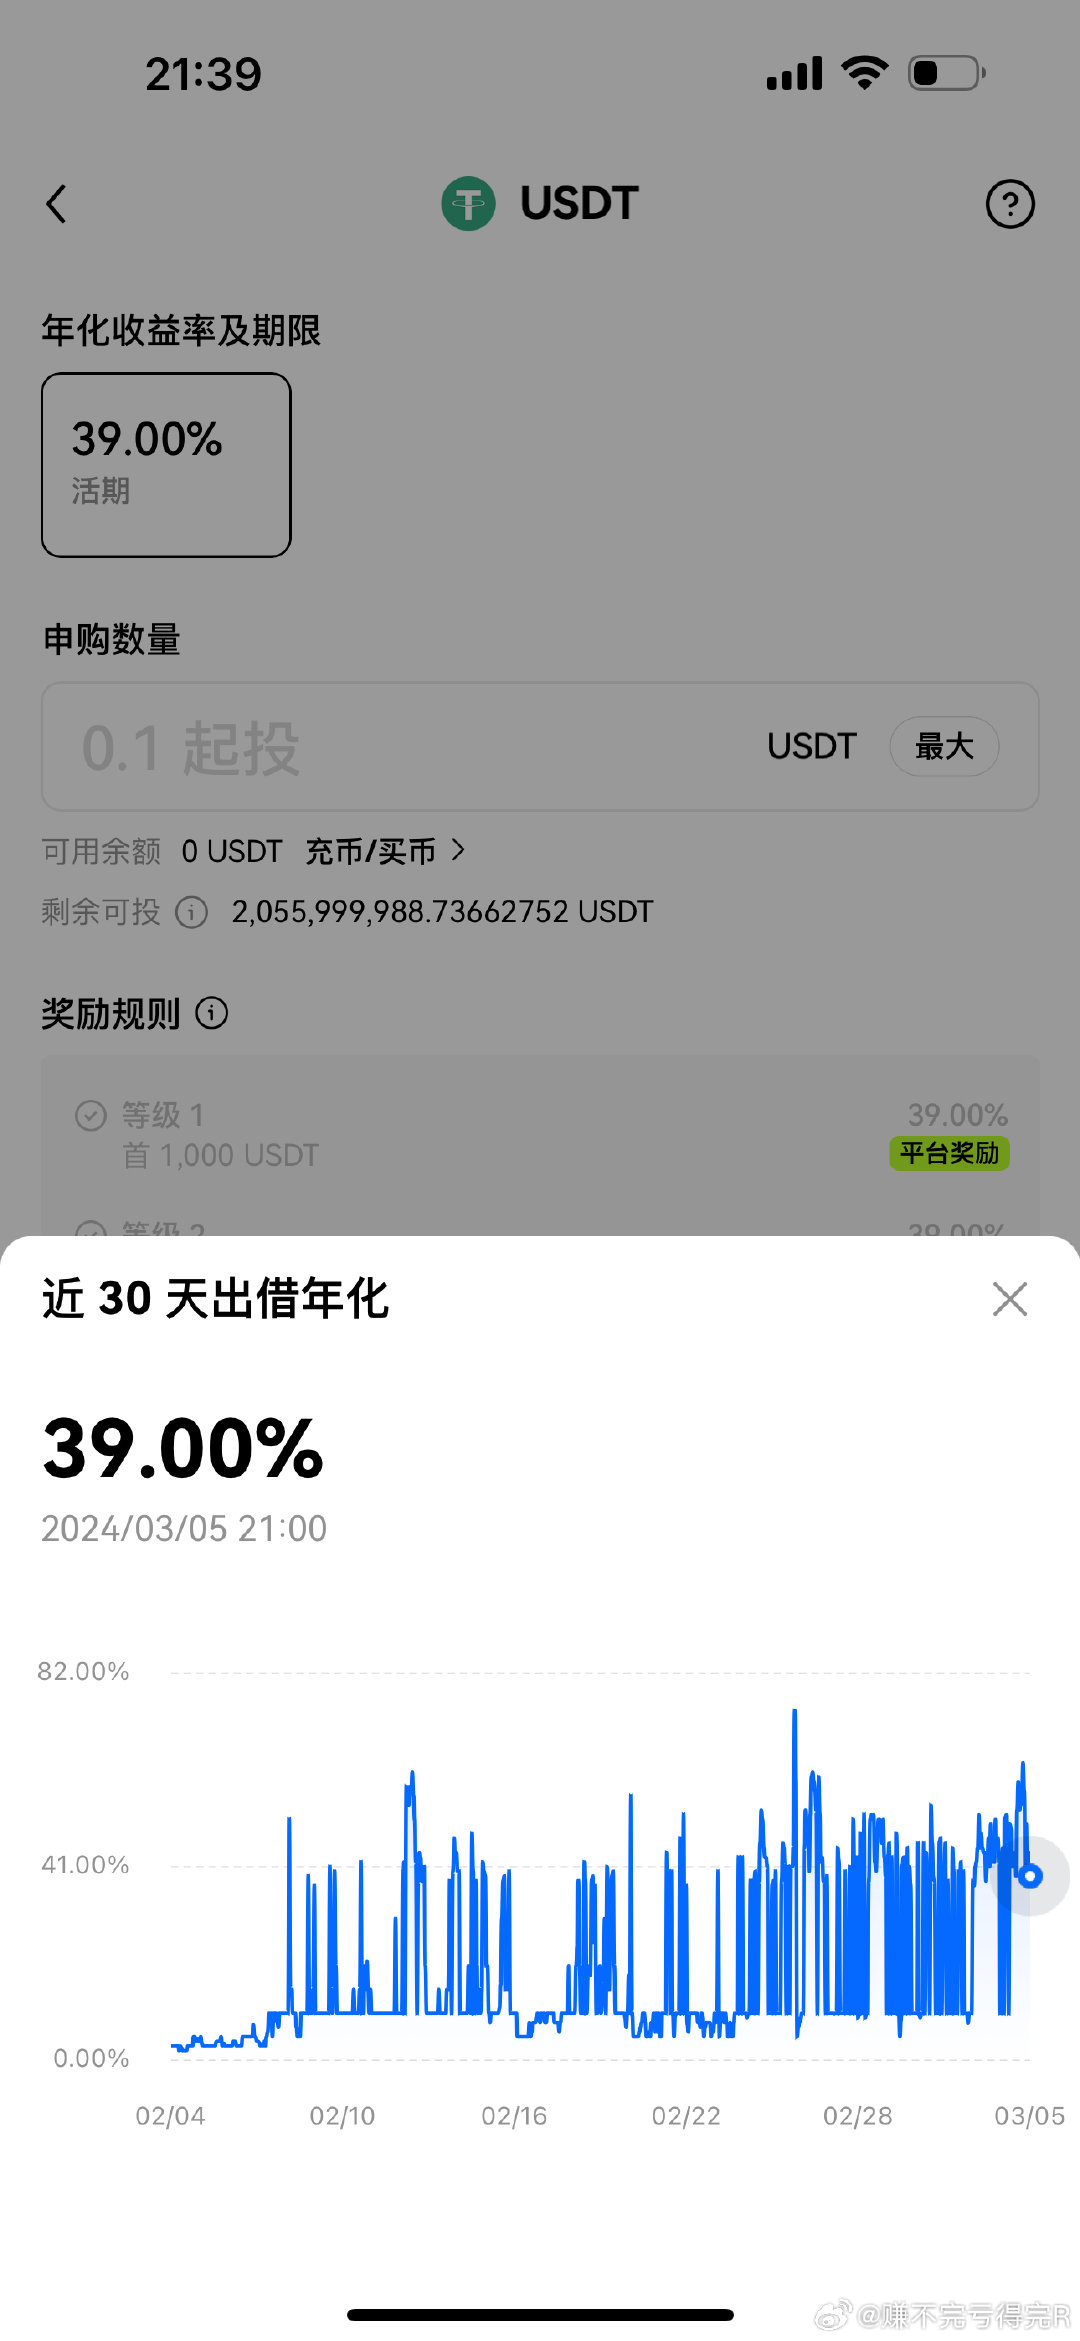 21:39
USDT
年化收益率及期限
39.00%
活期
申购数量
0.1 起投 USDT 最大
可用余额 0 USDT 充币/买币
剩余可投 2,055,999,988.73662752 USDT
奖励规则
等级 1 39.00%
首 1,000 USDT 平台奖励
等级 2 39.00%
近 30 天出借年化
39.00%
2024/03/05 21:00
82.00%
41.00%
0.00%
02/04 02/10 02/16 02/22 02/28 03/05
@赚不完亏得完R